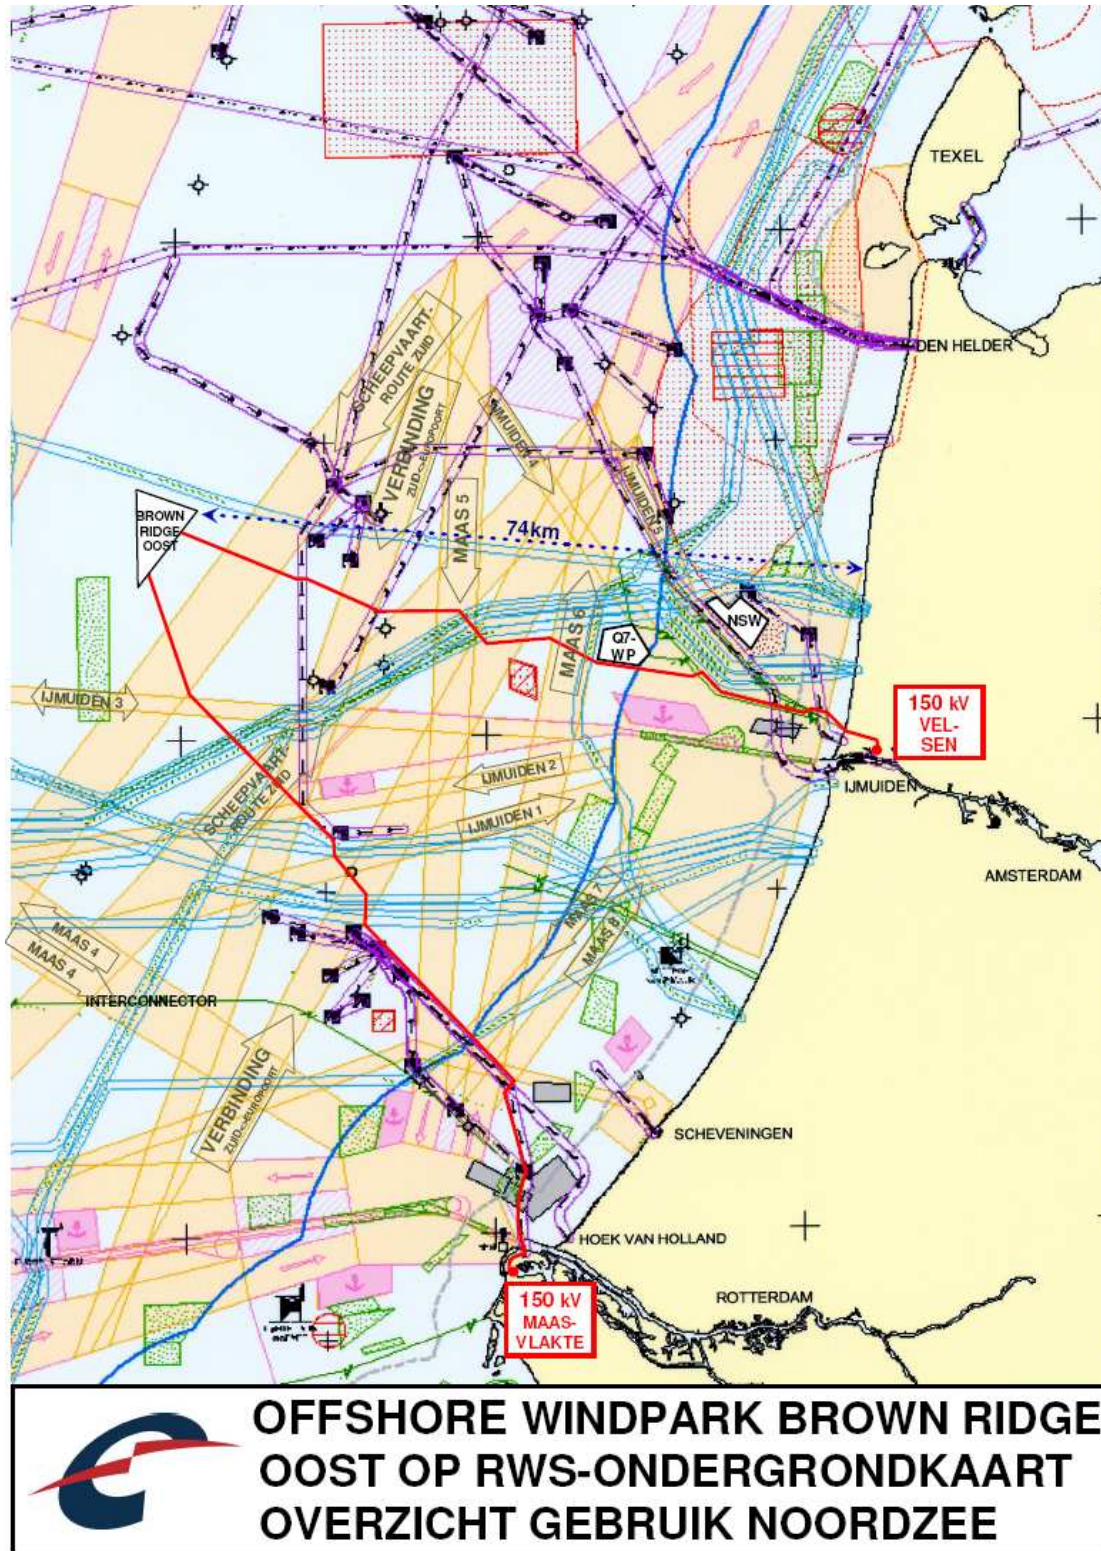 TEXEL
DEN HELDER
SCHEEPVAART-
ROUTE ZUID
VERBINDING
ZUID<>EUROPOORT
IJMUIDEN 4
IJMUIDEN 5
MAAS 5
BROWN
RIDGE
OOST
74km
MAAS 6
Q7-
WP
NSW
IJMUIDEN 3
150 kV
VEL-
SEN
SCHEEPVAART-
ROUTE ZUID
IJMUIDEN 2
IJMUIDEN
IJMUIDEN 1
AMSTERDAM
MAAS 7
MAAS 8
MAAS 4
MAAS 4
INTERCONNECTOR
VERBINDING
ZUID<>EUROPOORT
SCHEVENINGEN
HOEK VAN HOLLAND
ROTTERDAM
150 kV
MAAS-
VLAKTE
OFFSHORE WINDPARK BROWN RIDGE
OOST OP RWS-ONDERGRONDKAART
OVERZICHT GEBRUIK NOORDZEE